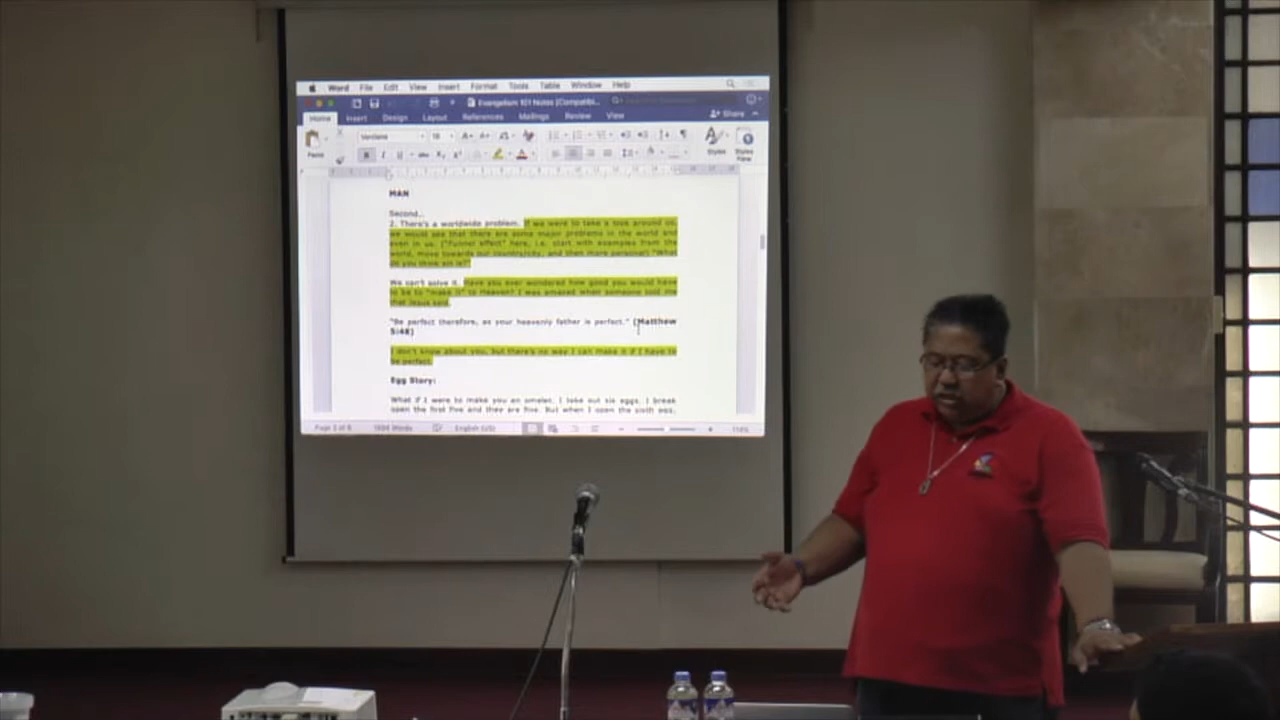 Word File Edit View Insert Format Tools Table Window Help
Evangelism 101 Notes [Compatibi...
Home Insert Design Layout References Mailings Review View Share
Verdana 18
Paste Styles Styles Pane
MAN
Second...
2. There's a worldwide problem. If we were to take a look around us,
we would see that there are some major problems in the world and
even in us. ("Funnel effect" here, i.e. start with examples from the
world, move towards our country/city, and then more personal) "What
do you think sin is?"
We can't solve it. Have you ever wondered how good you would have
to be to "make it" to Heaven? I was amazed when someone told me
that Jesus said,
"Be perfect therefore, as your heavenly father is perfect." (Matthew
5:48)
I don't know about you, but there's no way I can make it if I have to
be perfect.
Egg Story:
What if I were to make you an omelet. I take out six eggs. I break
open the first five and they are five. But when I open the sixth egg,
English (US)